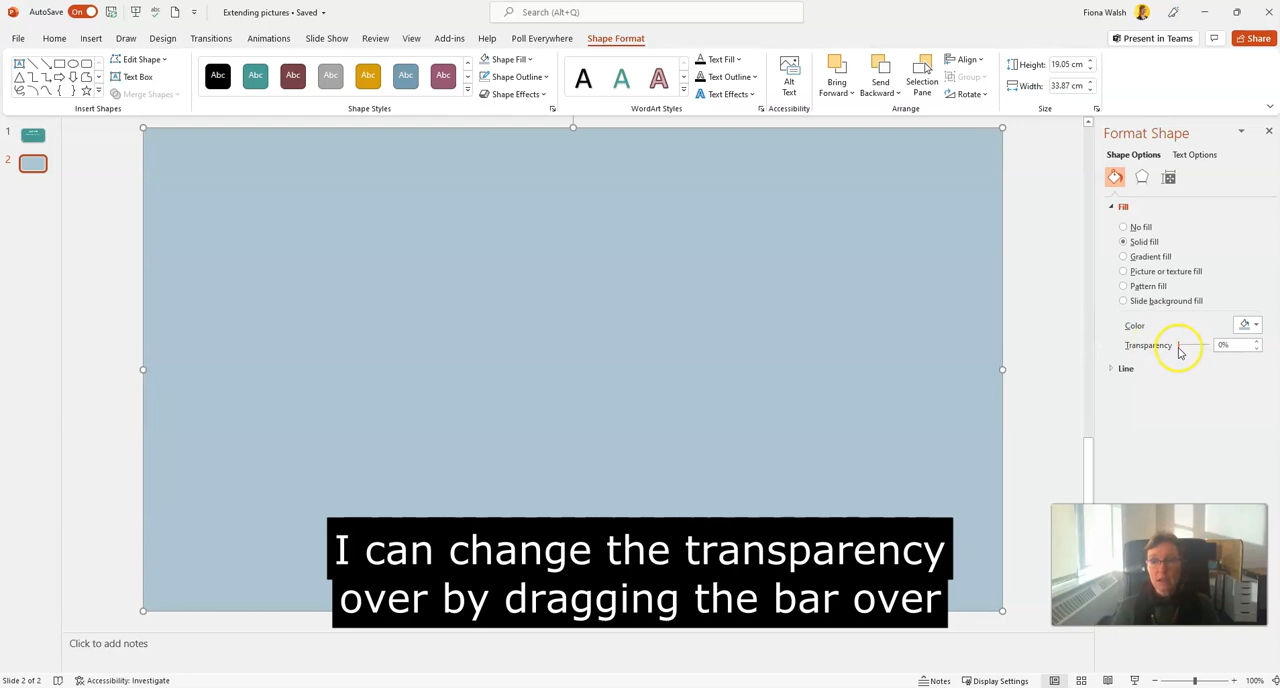 AutoSave On Extending pictures • Saved Search (Alt+Q) Fiona Walsh
File Home Insert Draw Design Transitions Animations Slide Show Review View Add-ins Help Poll Everywhere Shape Format Present in Teams Share
Edit Shape
Text Box
Merge Shapes
Insert Shapes
Abc Abc Abc Abc Abc Abc Abc
Shape Styles
Shape Fill
Shape Outline
Shape Effects
A A A
WordArt Styles
Text Fill
Text Outline
Text Effects
Alt
Text
Accessibility
Bring
Forward
Send
Backward
Selection
Pane
Align
Group
Rotate
Arrange
Height: 19.05 cm
Width: 33.87 cm
Size
1
2
Format Shape
Shape Options Text Options
Fill
No fill
Solid fill
Gradient fill
Picture or texture fill
Pattern fill
Slide background fill
Color
Transparency 0%
Line
I can change the transparency
over by dragging the bar over
Click to add notes
Slide 2 of 2 Accessibility: Investigate Notes Display Settings 100%